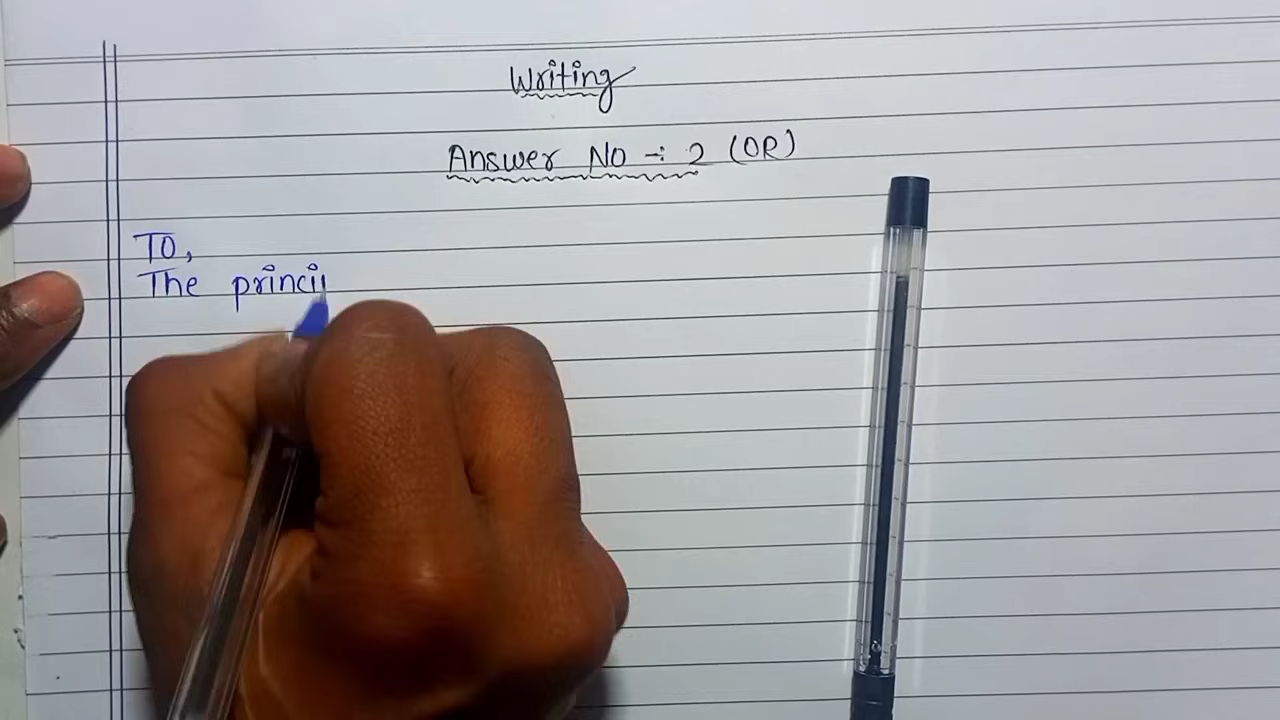 Writing
Answer No -: 2 (OR)
To,
The princi